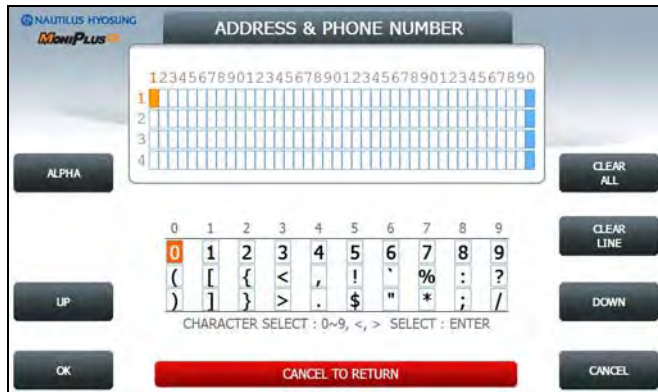 NAUTILUS HYOSUNG
MoniPlus
ADDRESS & PHONE NUMBER
1234567890123456789012345678901234567890
1
2
3
4
ALPHA
CLEAR ALL
0 1 2 3 4 5 6 7 8 9
CLEAR LINE
0 1 2 3 4 5 6 7 8 9
( [ { < , ! ` % : ?
) ] } > . $ " * ; /
UP
DOWN
CHARACTER SELECT : 0~9, <, > SELECT : ENTER
OK
CANCEL TO RETURN
CANCEL